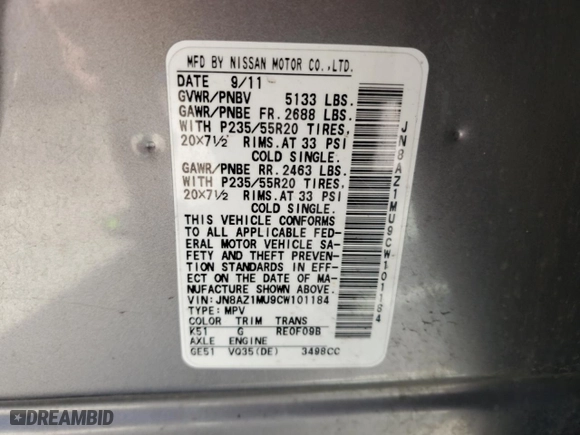 MFD BY NISSAN MOTOR CO.,LTD.
DATE 9/11
GVWR/PNBV 5133 LBS.
GAWR/PNBE FR. 2688 LBS.
WITH P235/55R20 TIRES,
20×7½ RIMS.AT 33 PSI
COLD SINGLE.
GAWR/PNBE RR. 2463 LBS.
WITH P235/55R20 TIRES,
20×7½ RIMS.AT 33 PSI
COLD SINGLE.
THIS VEHICLE CONFORMS
TO ALL APPLICABLE FED-
ERAL MOTOR VEHICLE SA-
FETY AND THEFT PREVEN-
TION STANDARDS IN EFF-
ECT ON THE DATE OF MA-
NUFACTURE SHOWN ABOVE.
VIN:JN8AZ1MU9CW101184
TYPE:MPV
COLOR TRIM TRANS
K51 G RE0F09B
AXLE ENGINE
GE51 VQ35(DE) 3498CC
JN8AZ1MU9CW101184
DREAMBID